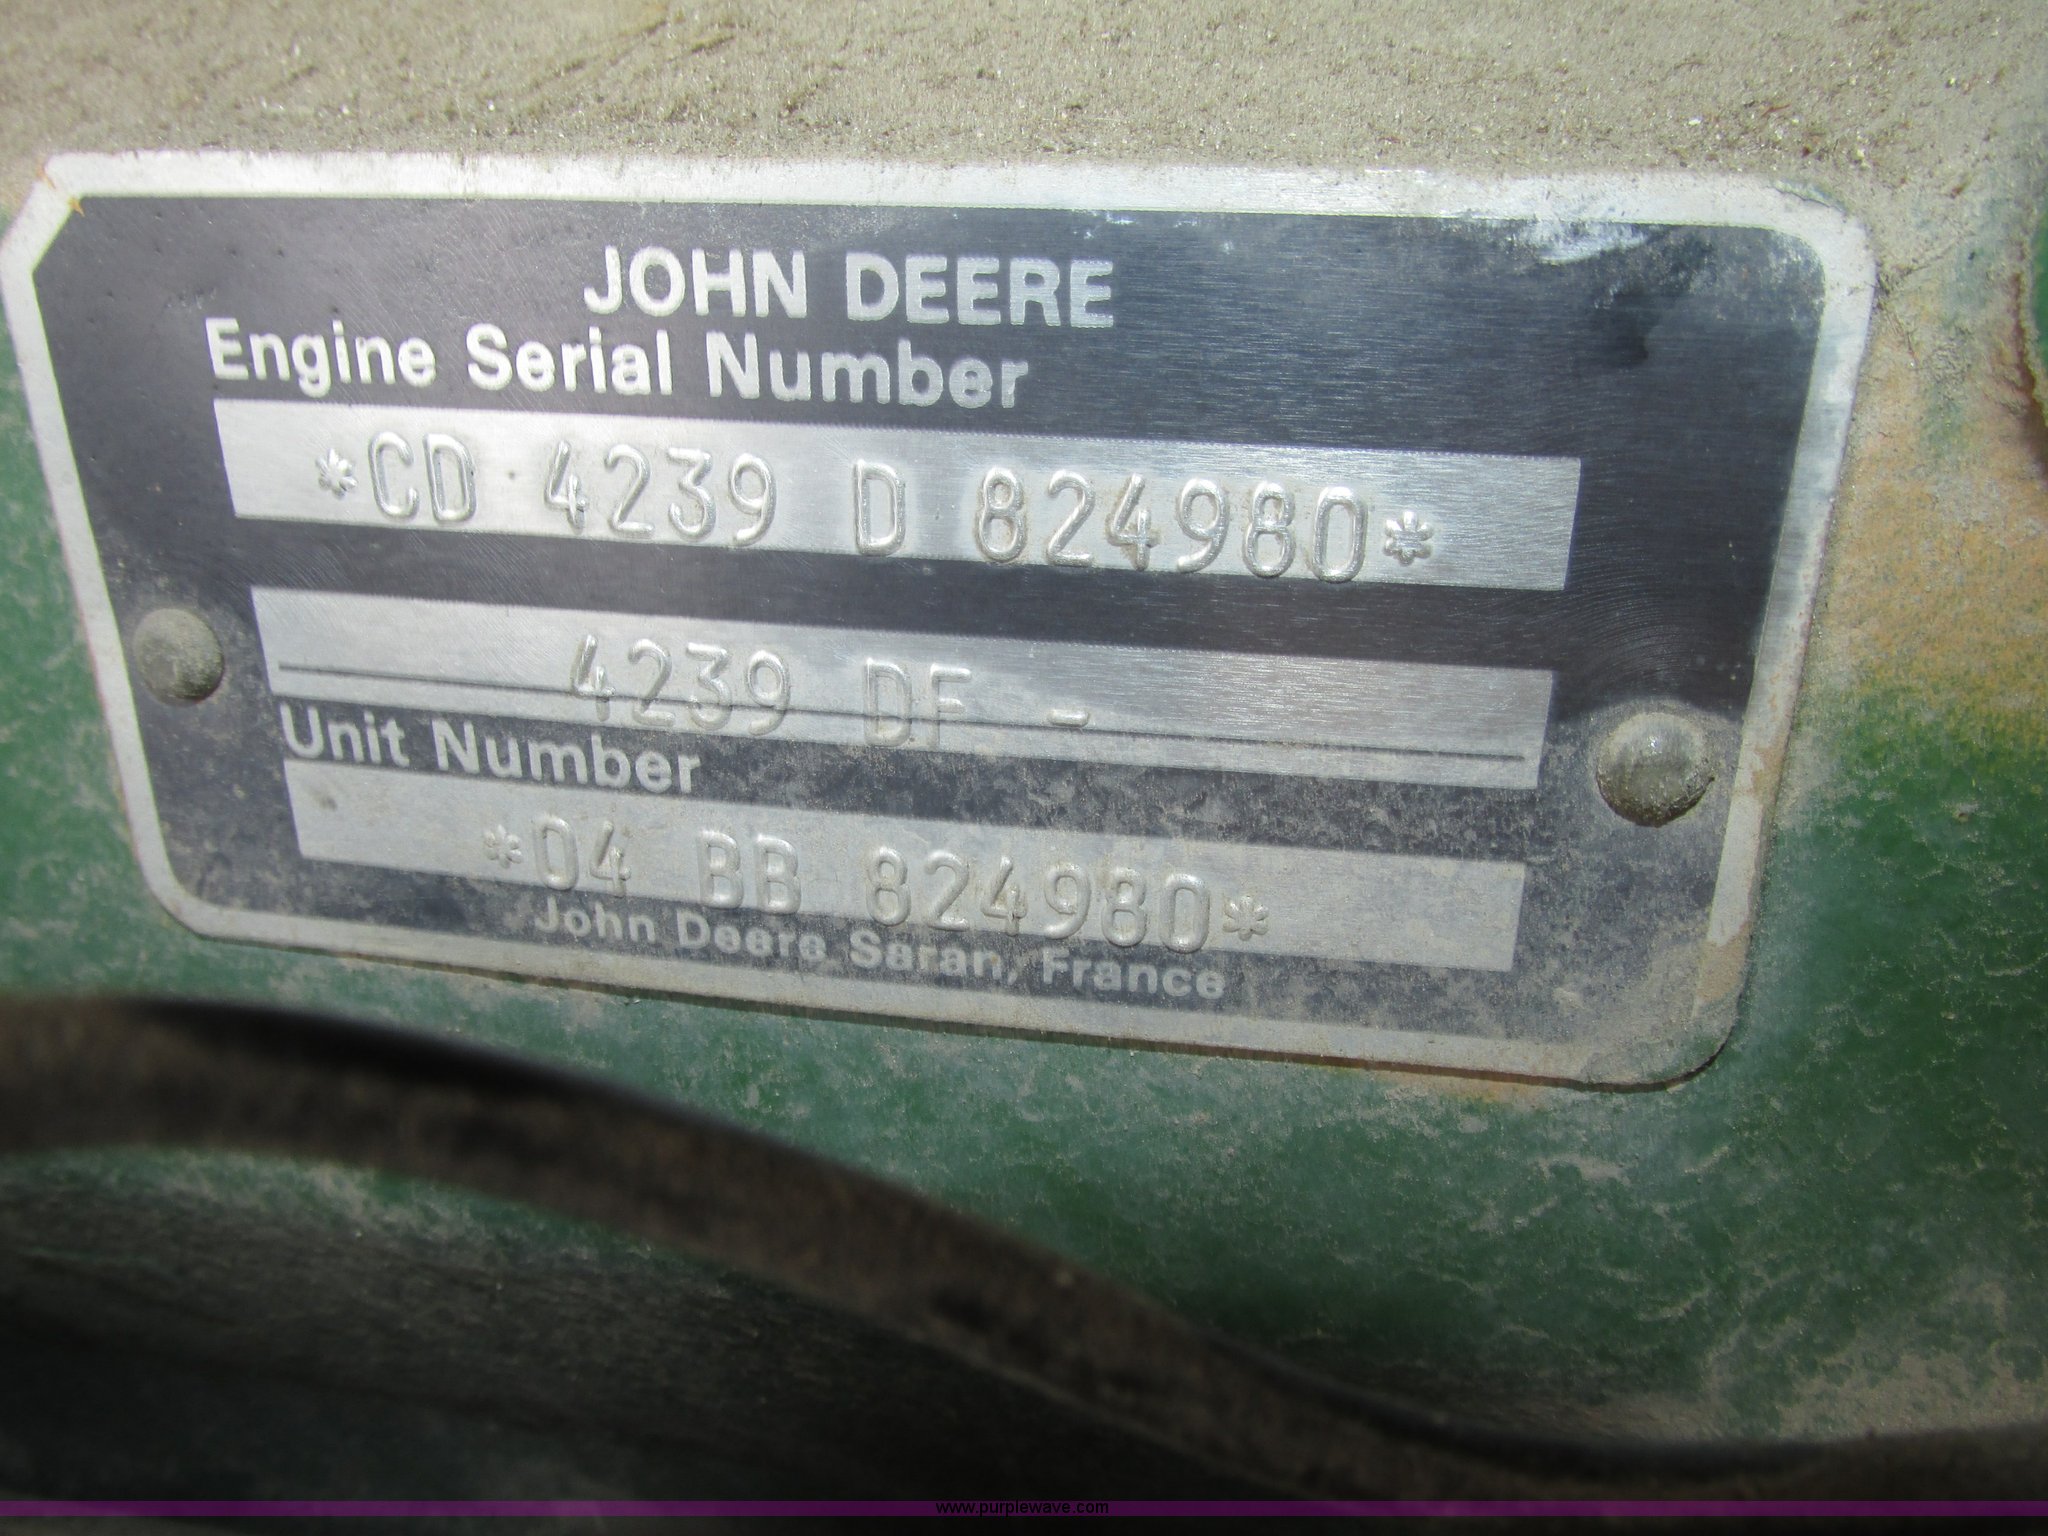 JOHN DEERE
Engine Serial Number
*CD 4239 D 824980*
4239 DF -
Unit Number
*04 BB 824980*
John Deere Saran, France
www.purplewave.com